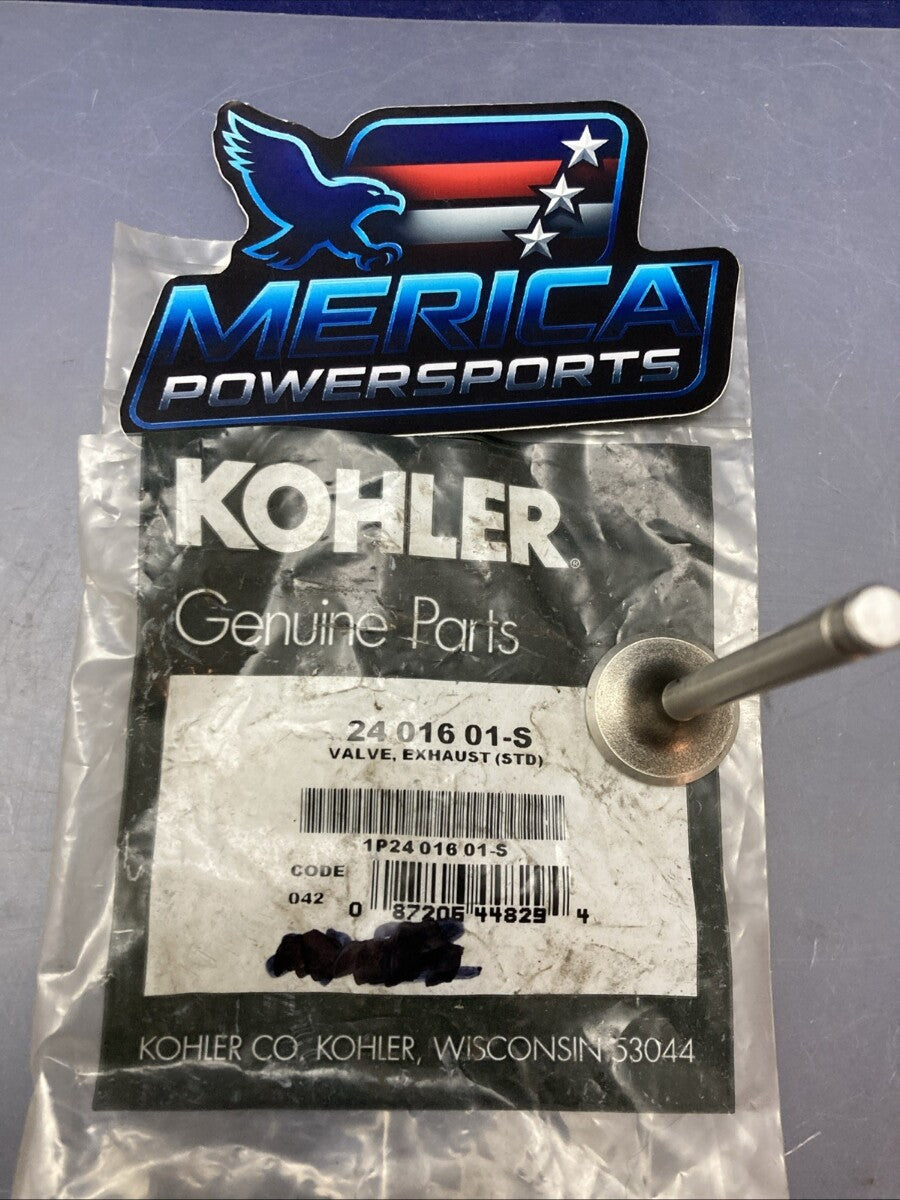 MERICA
POWERSPORTS
KOHLER®
Genuine Parts
24 016 01-S
VALVE, EXHAUST (STD)
1P24 016 01-S
CODE
042
0 87206 44829 4
KOHLER CO. KOHLER, WISCONSIN 53044